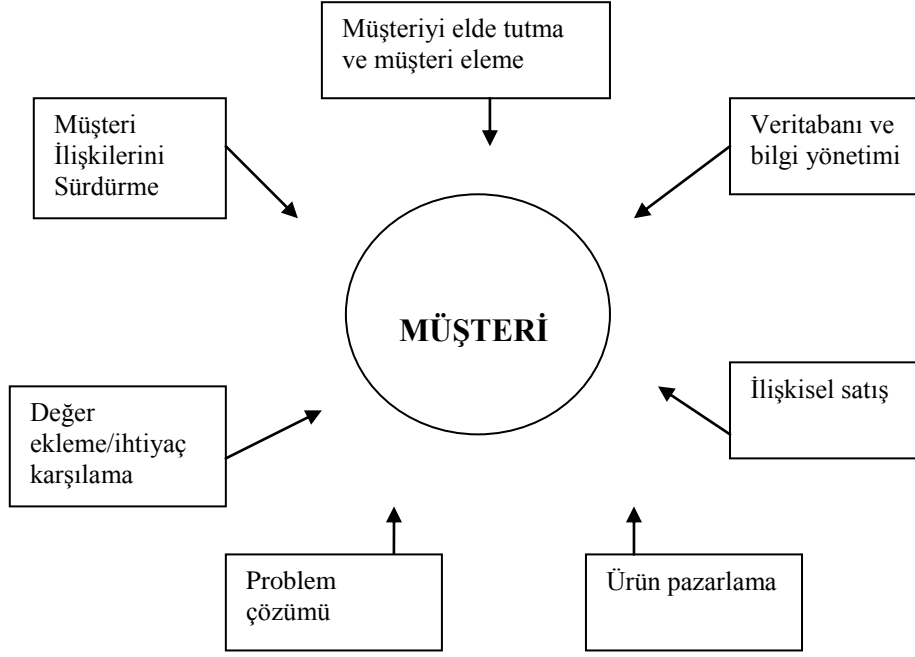 Müşteriyi elde tutma
ve müşteri eleme
Müşteri
İlişkilerini
Sürdürme
Veritabanı ve
bilgi yönetimi
MÜŞTERİ
İlişkisel satış
Değer
ekleme/ihtiyaç
karşılama
Problem
çözümü
Ürün pazarlama